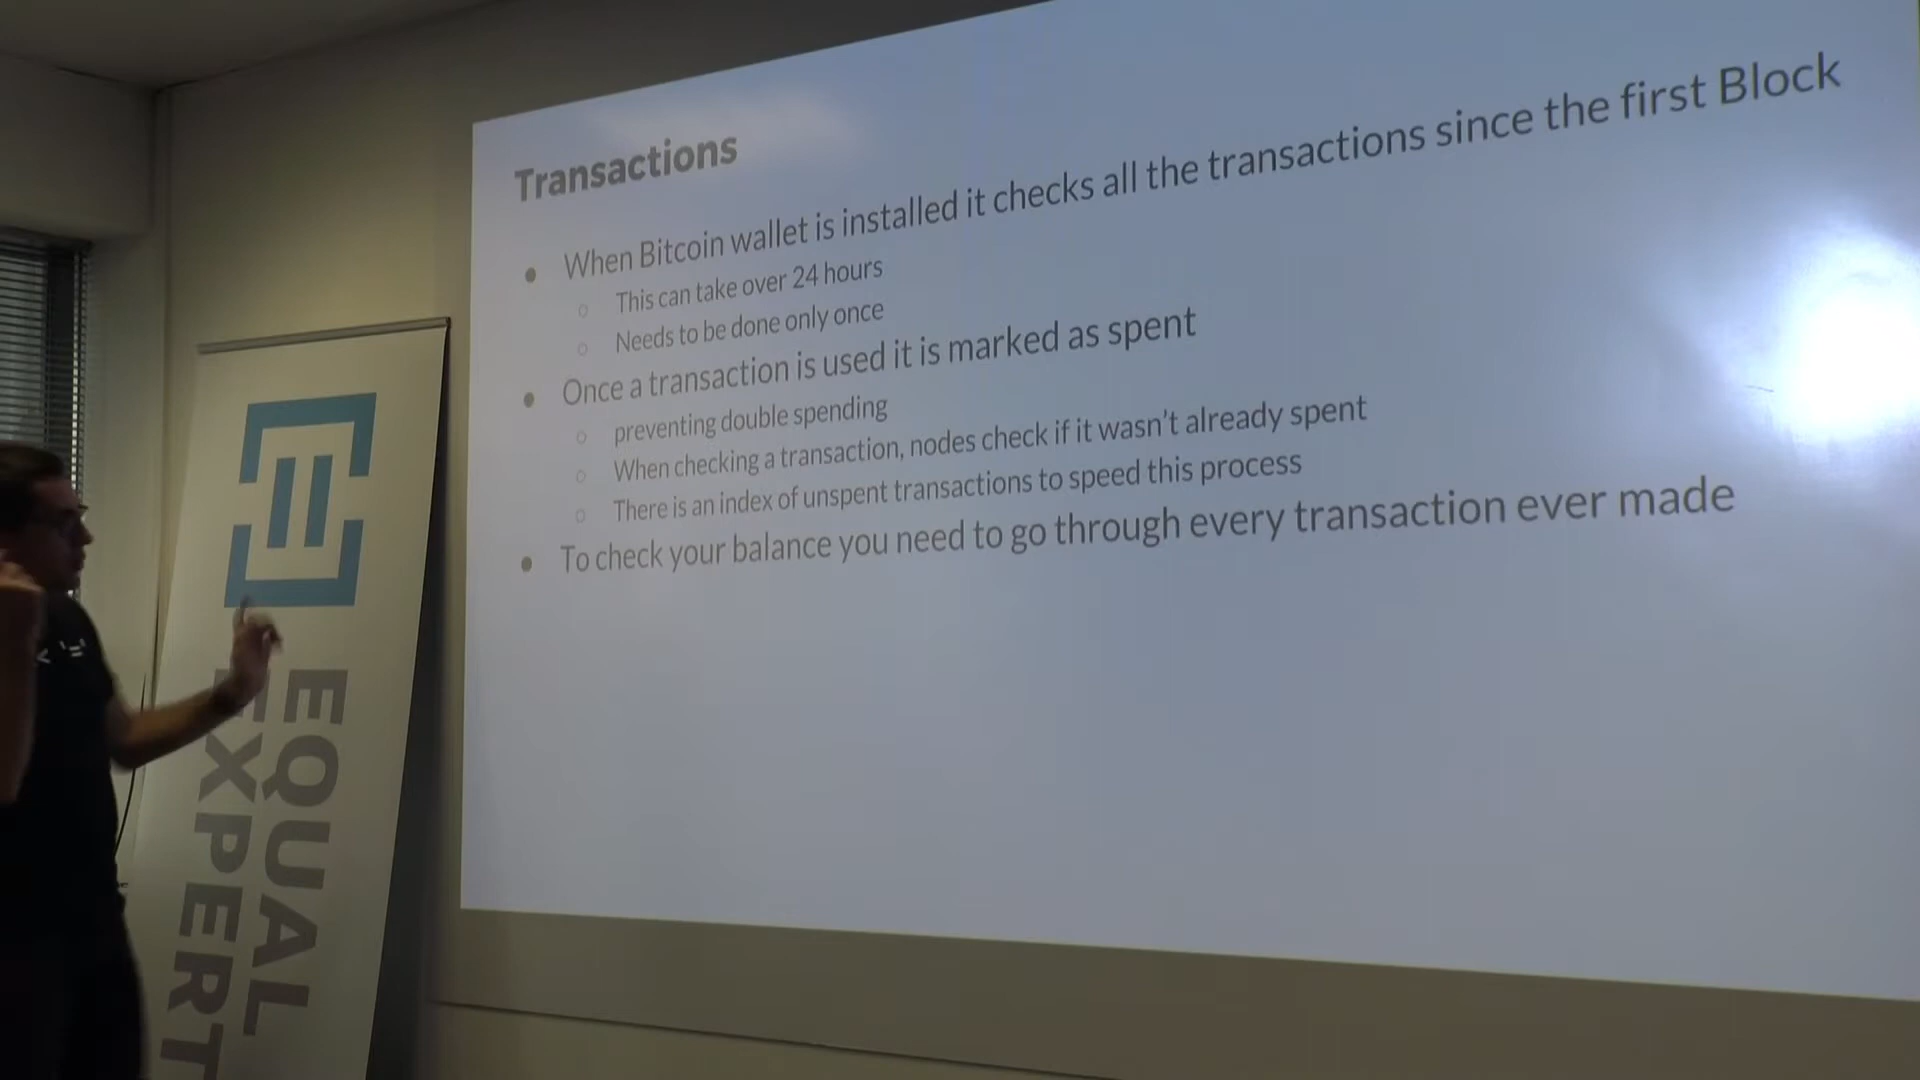 Transactions
● When Bitcoin wallet is installed it checks all the transactions since the first Block
○ This can take over 24 hours
○ Needs to be done only once
● Once a transaction is used it is marked as spent
○ preventing double spending
○ When checking a transaction, nodes check if it wasn't already spent
○ There is an index of unspent transactions to speed this process
● To check your balance you need to go through every transaction ever made
EQUAL
EXPERT